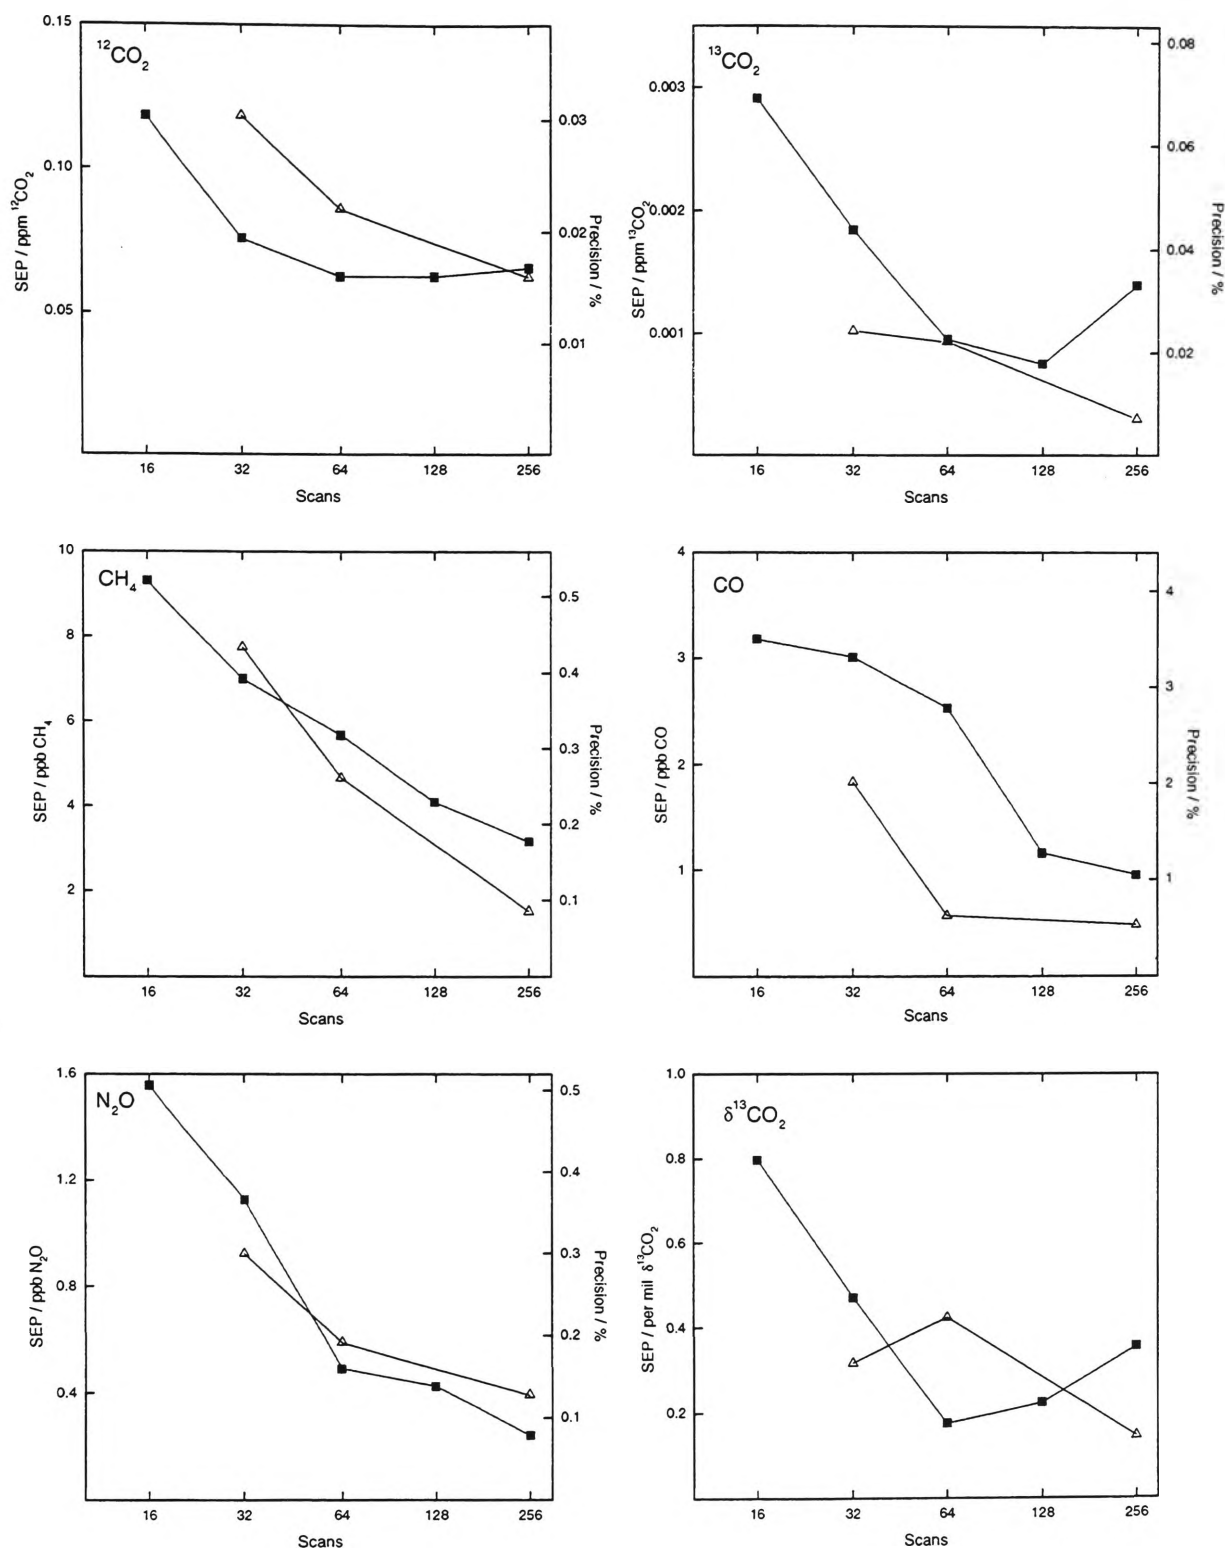 0.15
¹²CO₂
0.10
0.05
SEP / ppm ¹²CO₂
0.03
0.02
0.01
Precision / %
16 32 64 128 256
Scans
¹³CO₂
0.003
0.002
0.001
SEP / ppm ¹³CO₂
0.08
0.06
0.04
0.02
Precision / %
16 32 64 128 256
Scans
10
CH₄
8
6
4
2
SEP / ppb CH₄
0.5
0.4
0.3
0.2
0.1
Precision / %
16 32 64 128 256
Scans
4
CO
3
2
1
SEP / ppb CO
4
3
2
1
Precision / %
16 32 64 128 256
Scans
1.6
N₂O
1.2
0.8
0.4
SEP / ppb N₂O
0.5
0.4
0.3
0.2
0.1
Precision / %
16 32 64 128 256
Scans
1.0
δ¹³CO₂
0.8
0.6
0.4
0.2
SEP / per mil δ¹³CO₂
16 32 64 128 256
Scans